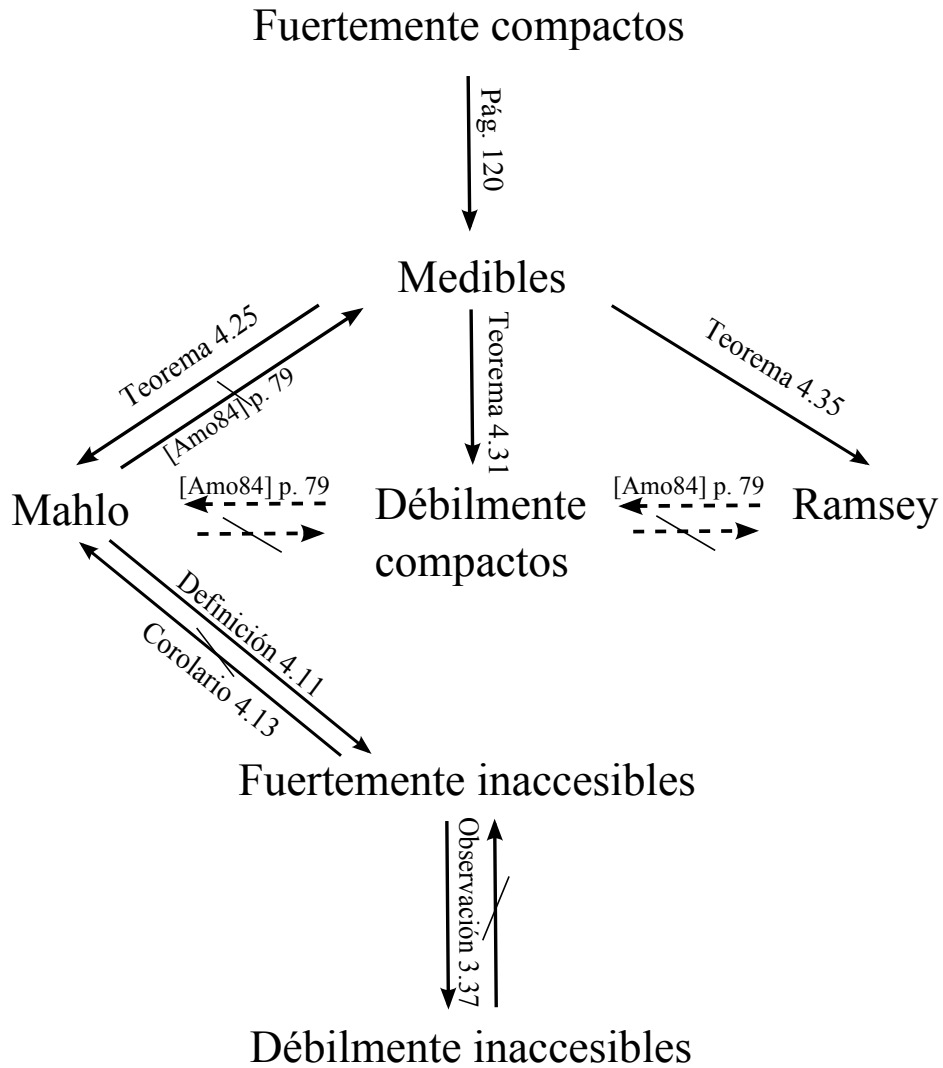 Fuertemente compactos
Pág. 120
Medibles
Teorema 4.25
[Amo84] p. 79
Teorema 4.31
Teorema 4.35
Mahlo
[Amo84] p. 79
Débilmente
compactos
[Amo84] p. 79
Ramsey
Definición 4.11
Corolario 4.13
Fuertemente inaccesibles
Observación 3.37
Débilmente inaccesibles